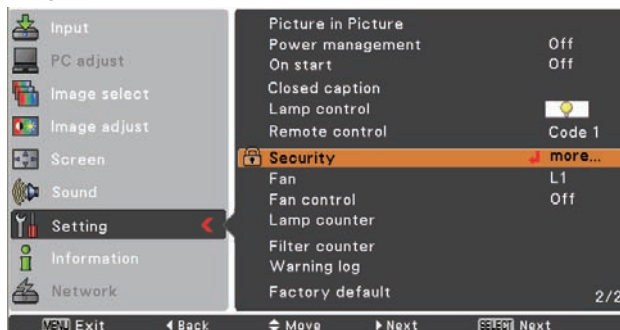 Input
PC adjust
Image select
Image adjust
Screen
Sound
Setting
Information
Network
Picture in Picture
Power management Off
On start Off
Closed caption
Lamp control
Remote control Code 1
Security more...
Fan L1
Fan control Off
Lamp counter
Filter counter
Warning log
Factory default 2/2
MENU Exit Back Move Next SELECT Next